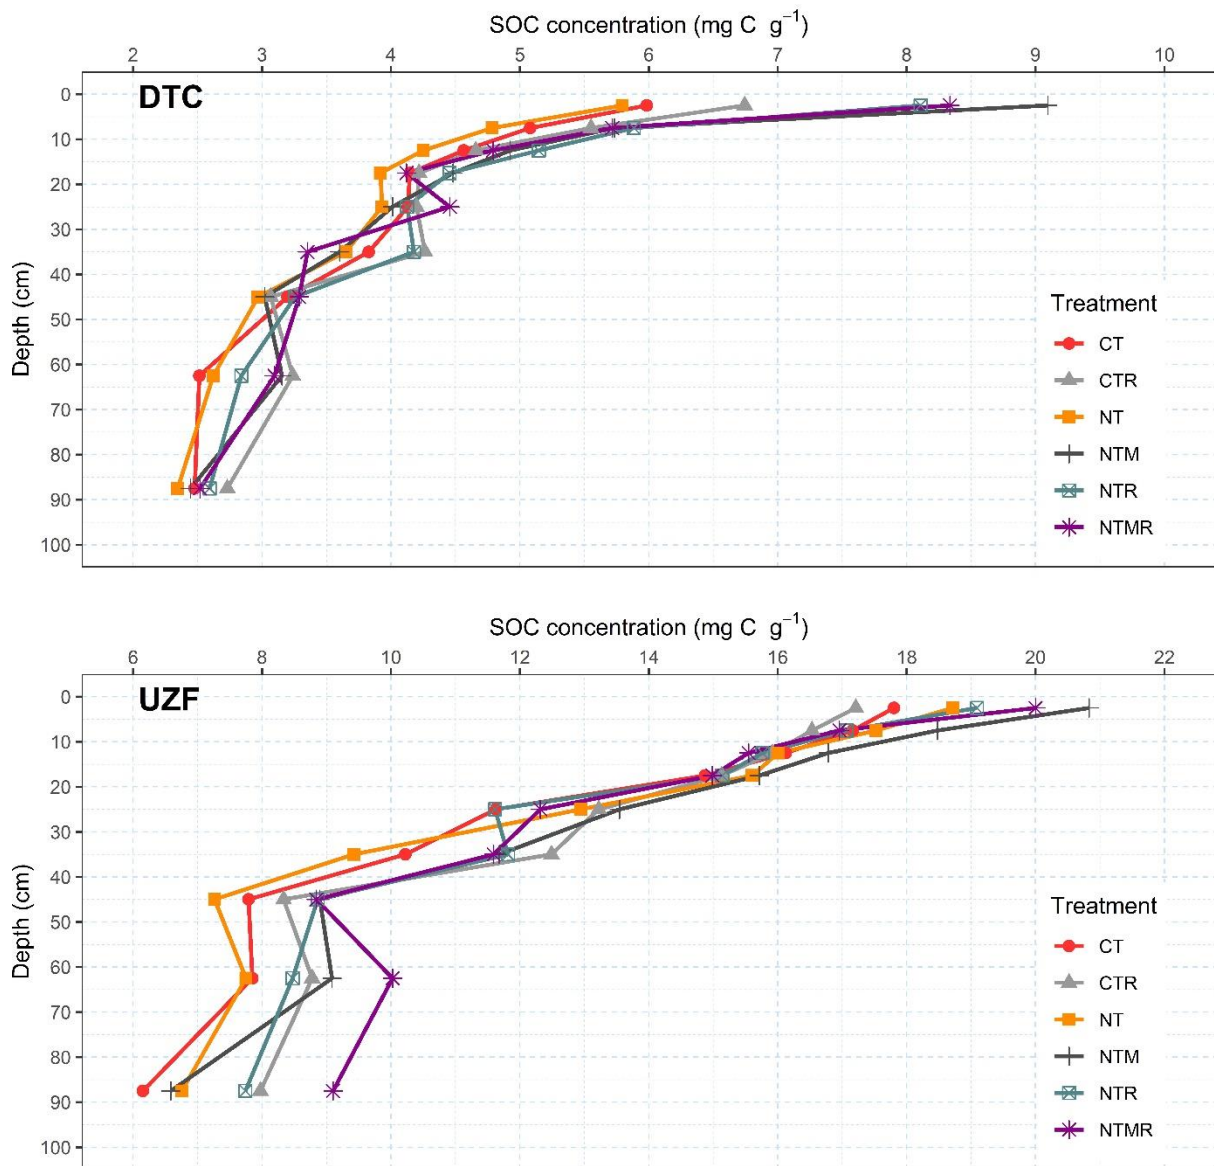 SOC concentration (mg C g⁻¹)
2 3 4 5 6 7 8 9 10
DTC
0
10
20
30
40
50
60
70
80
90
100
Depth (cm)
Treatment
CT
CTR
NT
NTM
NTR
NTMR
SOC concentration (mg C g⁻¹)
6 8 10 12 14 16 18 20 22
UZF
0
10
20
30
40
50
60
70
80
90
100
Depth (cm)
Treatment
CT
CTR
NT
NTM
NTR
NTMR